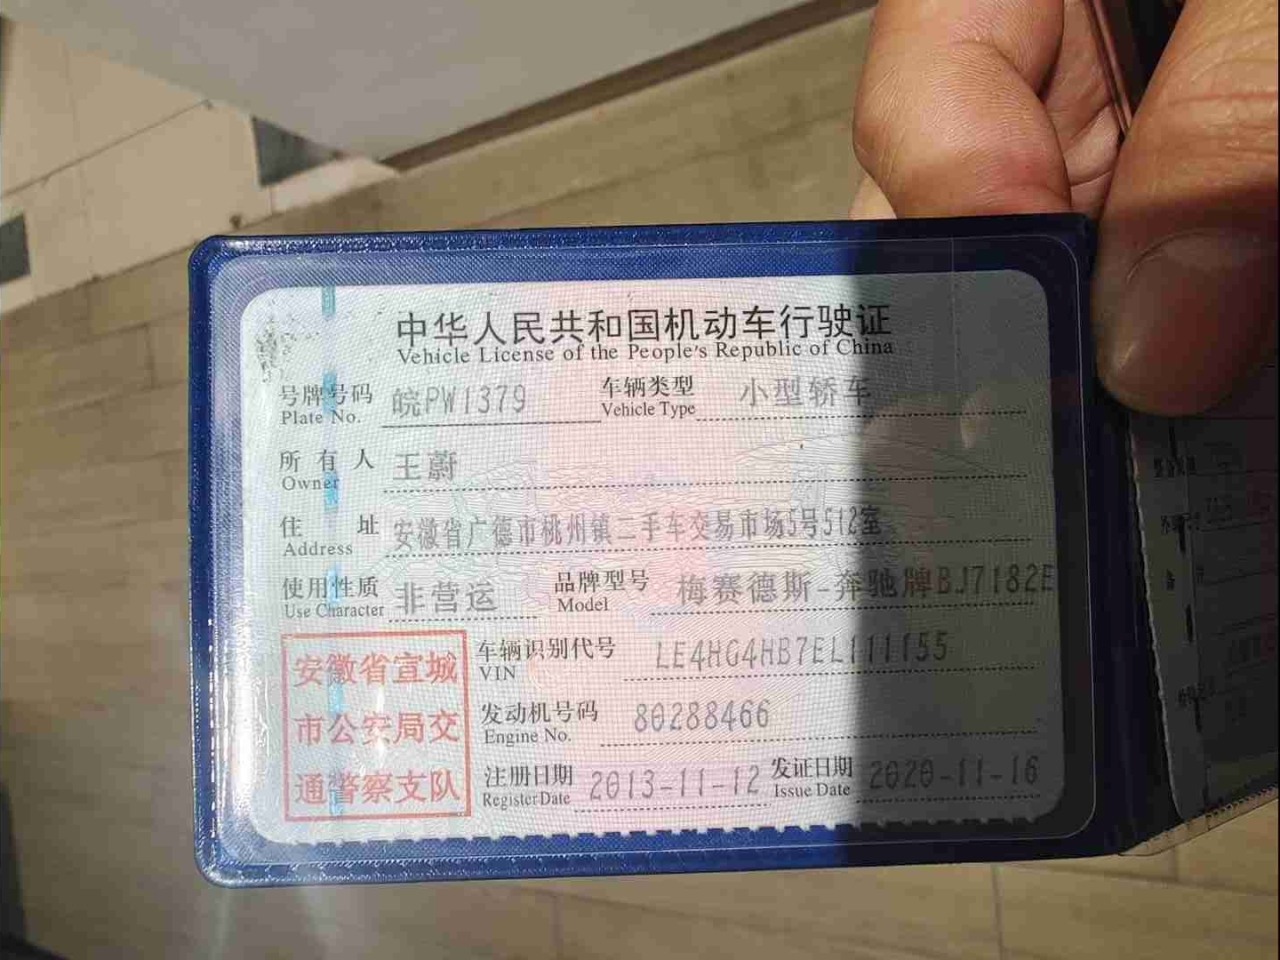 中华人民共和国机动车行驶证
Vehicle License of the People's Republic of China
号牌号码 皖PW1379 车辆类型 小型轿车
Plate No. Vehicle Type
所有人 王蔚
Owner
住址 安徽省广德市桃州镇二手车交易市场5号512室
Address
使用性质 非营运 品牌型号 梅赛德斯-奔驰牌BJ7182E
Use Character Model
安徽省宣城
市公安局交
通警察支队
车辆识别代号 LE4HG4HB7EL111155
VIN
发动机号码 80288466
Engine No.
注册日期 2013-11-12 发证日期 2020-11-16
Register Date Issue Date